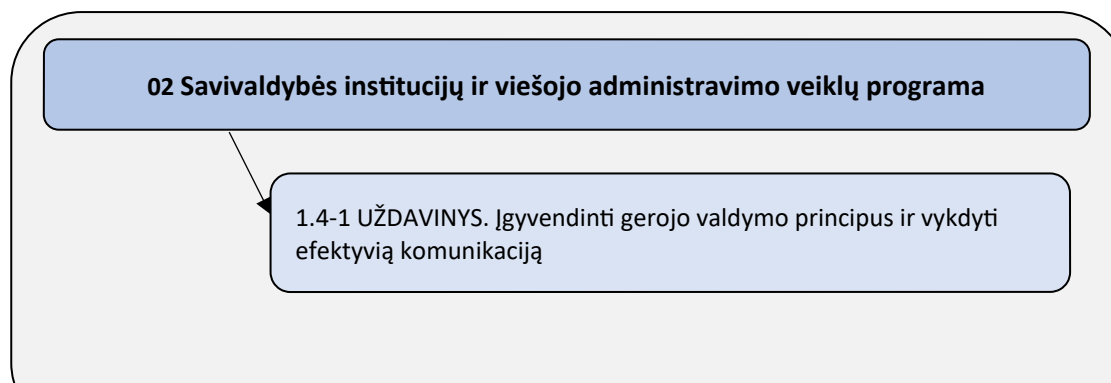 02 Savivaldybės institucijų ir viešojo administravimo veiklų programa
1.4-1 UŽDAVINYS. Įgyvendinti gerojo valdymo principus ir vykdyti
efektyvią komunikaciją